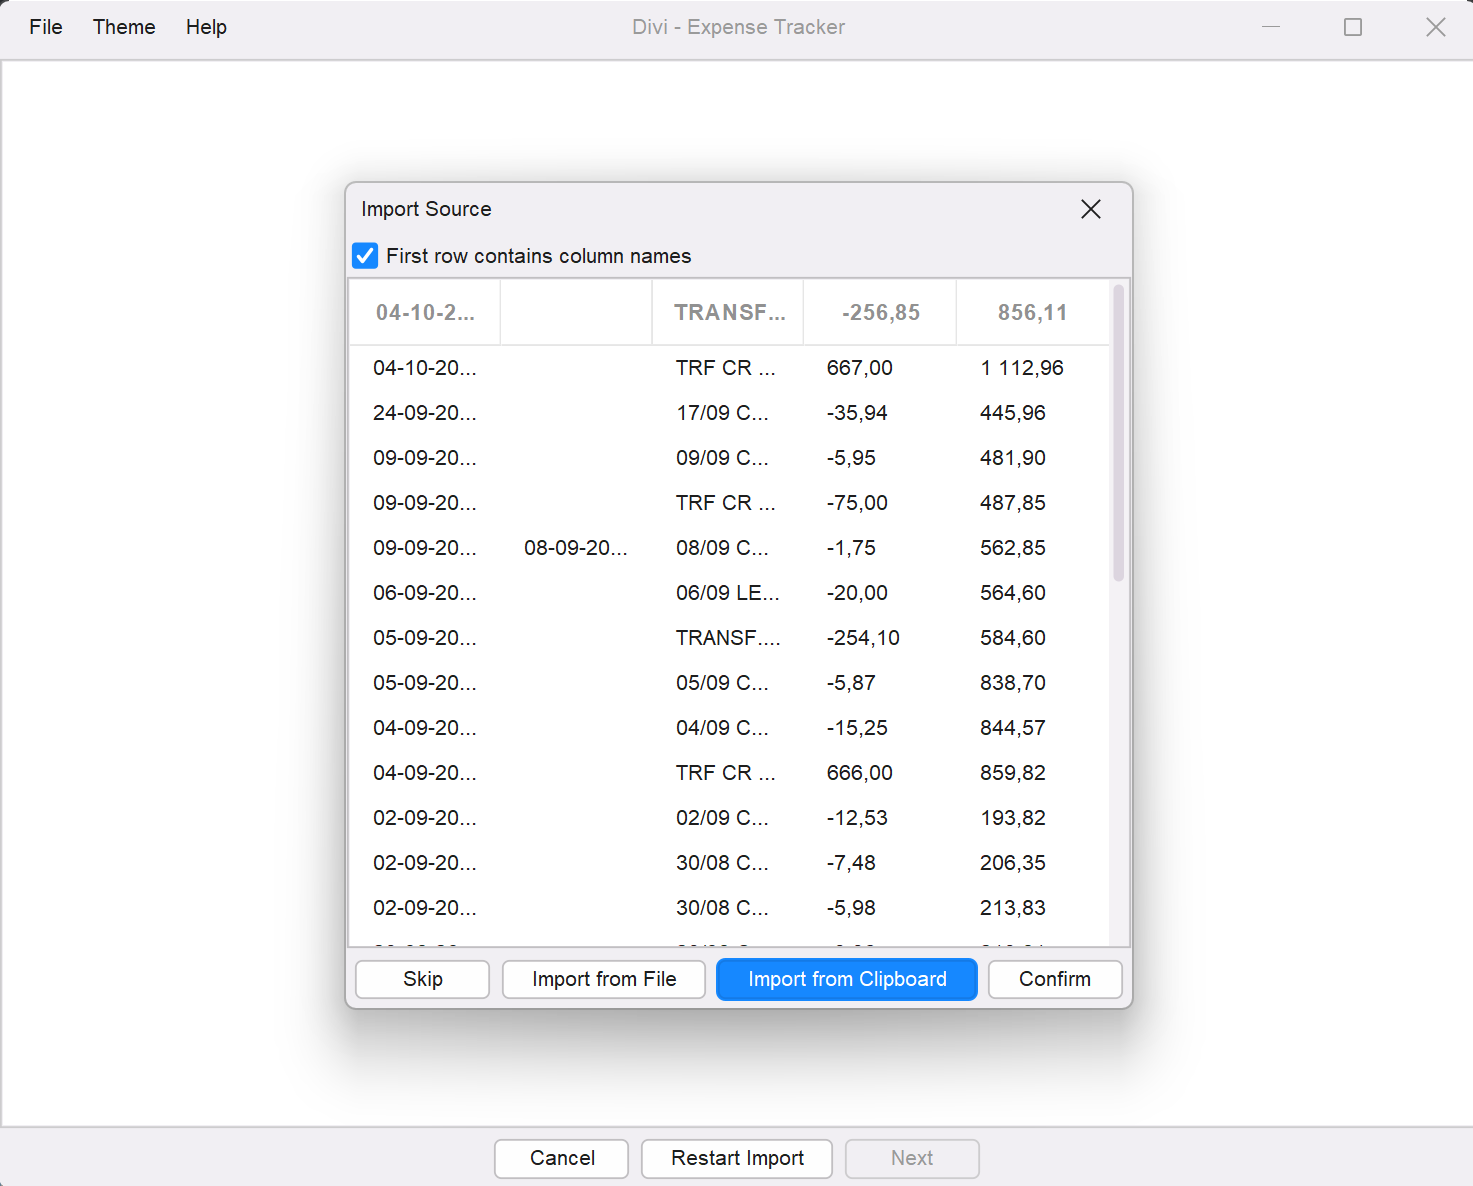 File Theme Help Divi - Expense Tracker
Import Source
First row contains column names
04-10-2... TRANSF... -256,85 856,11
04-10-20... TRF CR ... 667,00 1 112,96
24-09-20... 17/09 C... -35,94 445,96
09-09-20... 09/09 C... -5,95 481,90
09-09-20... TRF CR ... -75,00 487,85
09-09-20... 08-09-20... 08/09 C... -1,75 562,85
06-09-20... 06/09 LE... -20,00 564,60
05-09-20... TRANSF.... -254,10 584,60
05-09-20... 05/09 C... -5,87 838,70
04-09-20... 04/09 C... -15,25 844,57
04-09-20... TRF CR ... 666,00 859,82
02-09-20... 02/09 C... -12,53 193,82
02-09-20... 30/08 C... -7,48 206,35
02-09-20... 30/08 C... -5,98 213,83
Skip Import from File Import from Clipboard Confirm
Cancel Restart Import Next